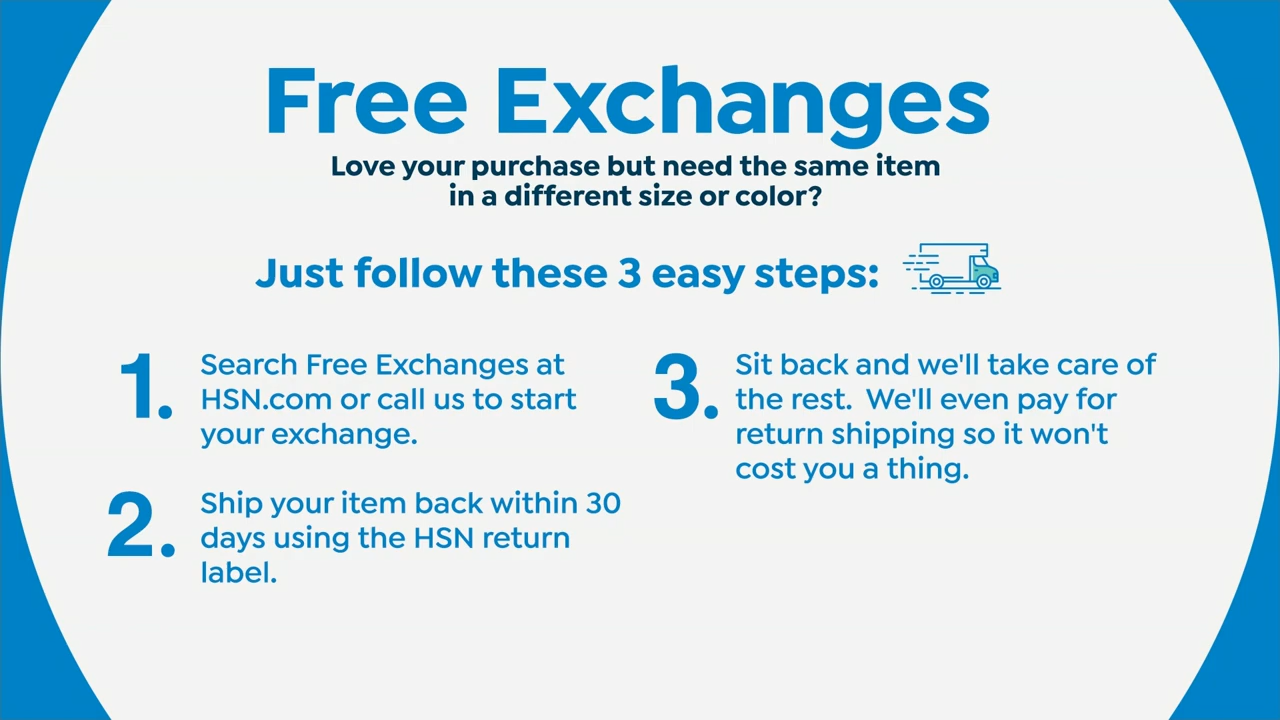 Free Exchanges
Love your purchase but need the same item
in a different size or color?
Just follow these 3 easy steps:
1. Search Free Exchanges at
HSN.com or call us to start
your exchange.
2. Ship your item back within 30
days using the HSN return
label.
3. Sit back and we'll take care of
the rest.  We'll even pay for
return shipping so it won't
cost you a thing.